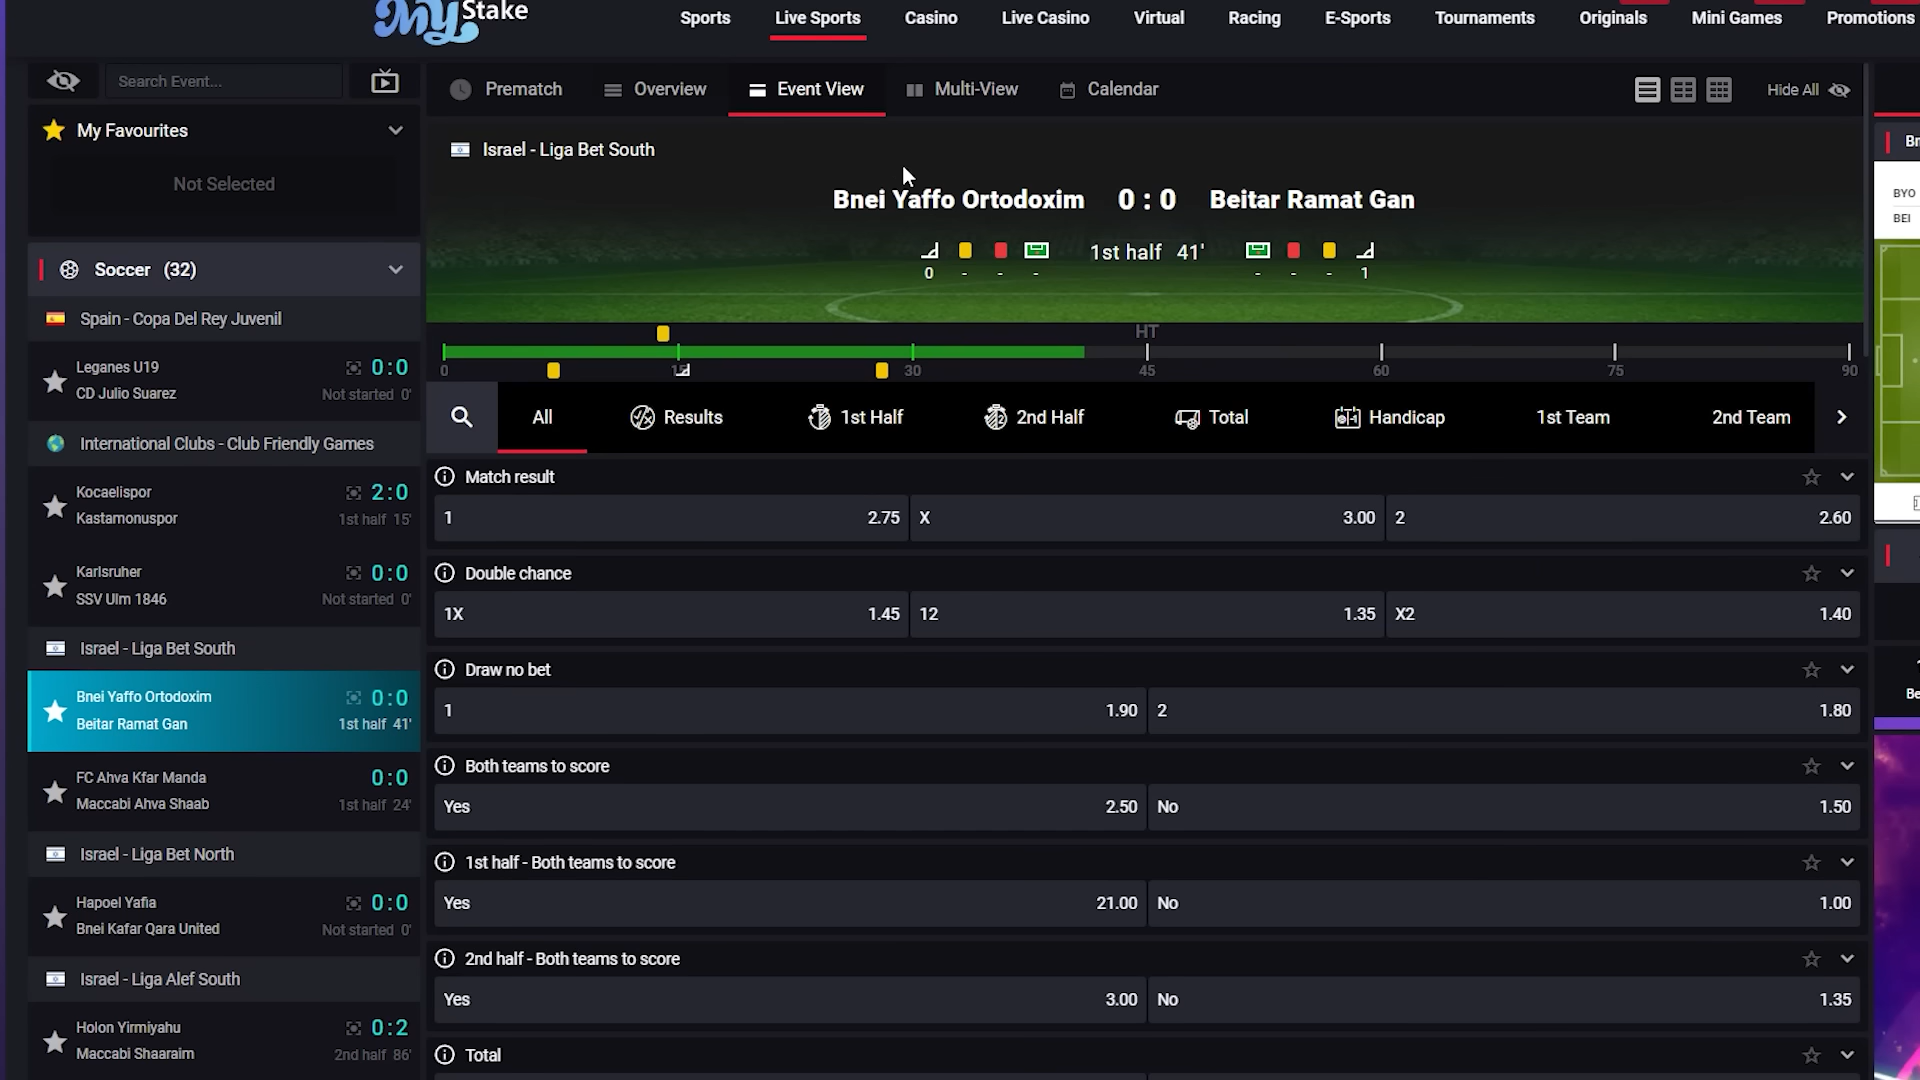 My Stake
Sports Live Sports Casino Live Casino Virtual Racing E-Sports Tournaments Originals Mini Games Promotions
Search Event...
Prematch Overview Event View Multi-View Calendar Hide All
My Favourites
Not Selected
Israel - Liga Bet South
Bnei Yaffo Ortodoxim 0 : 0 Beitar Ramat Gan
1st half 41'
0 - - - - - - 1
HT
0 15 30 45 60 75 90
All Results 1st Half 2nd Half Total Handicap 1st Team 2nd Team
Soccer (32)
Spain - Copa Del Rey Juvenil
Leganes U19 0:0
CD Julio Suarez Not started 0'
International Clubs - Club Friendly Games
Kocaelispor 2:0
Kastamonuspor 1st half 15'
Karlsruher 0:0
SSV Ulm 1846 Not started 0'
Israel - Liga Bet South
Bnei Yaffo Ortodoxim 0:0
Beitar Ramat Gan 1st half 41'
FC Ahva Kfar Manda 0:0
Maccabi Ahva Shaab 1st half 24'
Israel - Liga Bet North
Hapoel Yafia 0:0
Bnei Kafar Qara United Not started 0'
Israel - Liga Alef South
Holon Yirmiyahu 0:2
Maccabi Shaaraim 2nd half 86'
Match result
1 2.75 X 3.00 2 2.60
Double chance
1X 1.45 12 1.35 X2 1.40
Draw no bet
1 1.90 2 1.80
Both teams to score
Yes 2.50 No 1.50
1st half - Both teams to score
Yes 21.00 No 1.00
2nd half - Both teams to score
Yes 3.00 No 1.35
Total
BYO
BEI